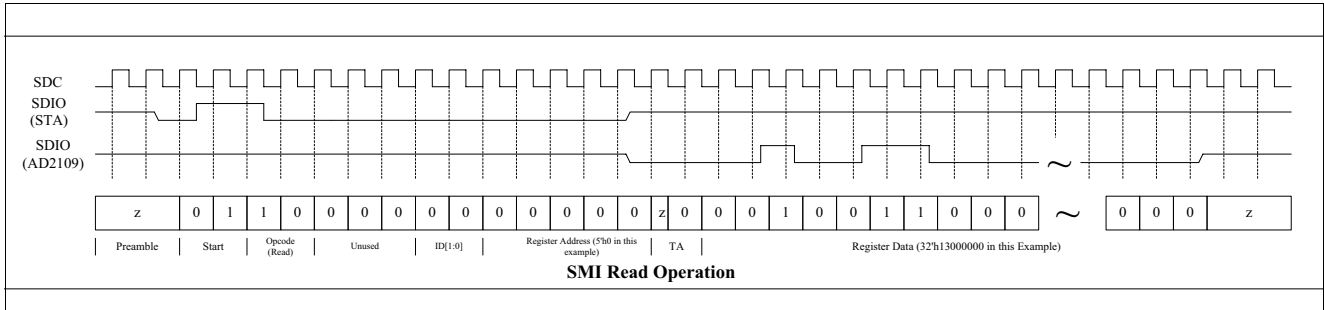 SDC
SDIO
(STA)
SDIO
(AD2109)
~
z 0 1 1 0 0 0 0 0 0 0 0 0 0 0 z 0 0 0 1 0 0 1 1 0 0 0 ~ 0 0 0 z
Preamble Start Opcode (Read) Unused ID[1:0] Register Address (5'h0 in this example) TA Register Data (32'h13000000 in this Example)
SMI Read Operation